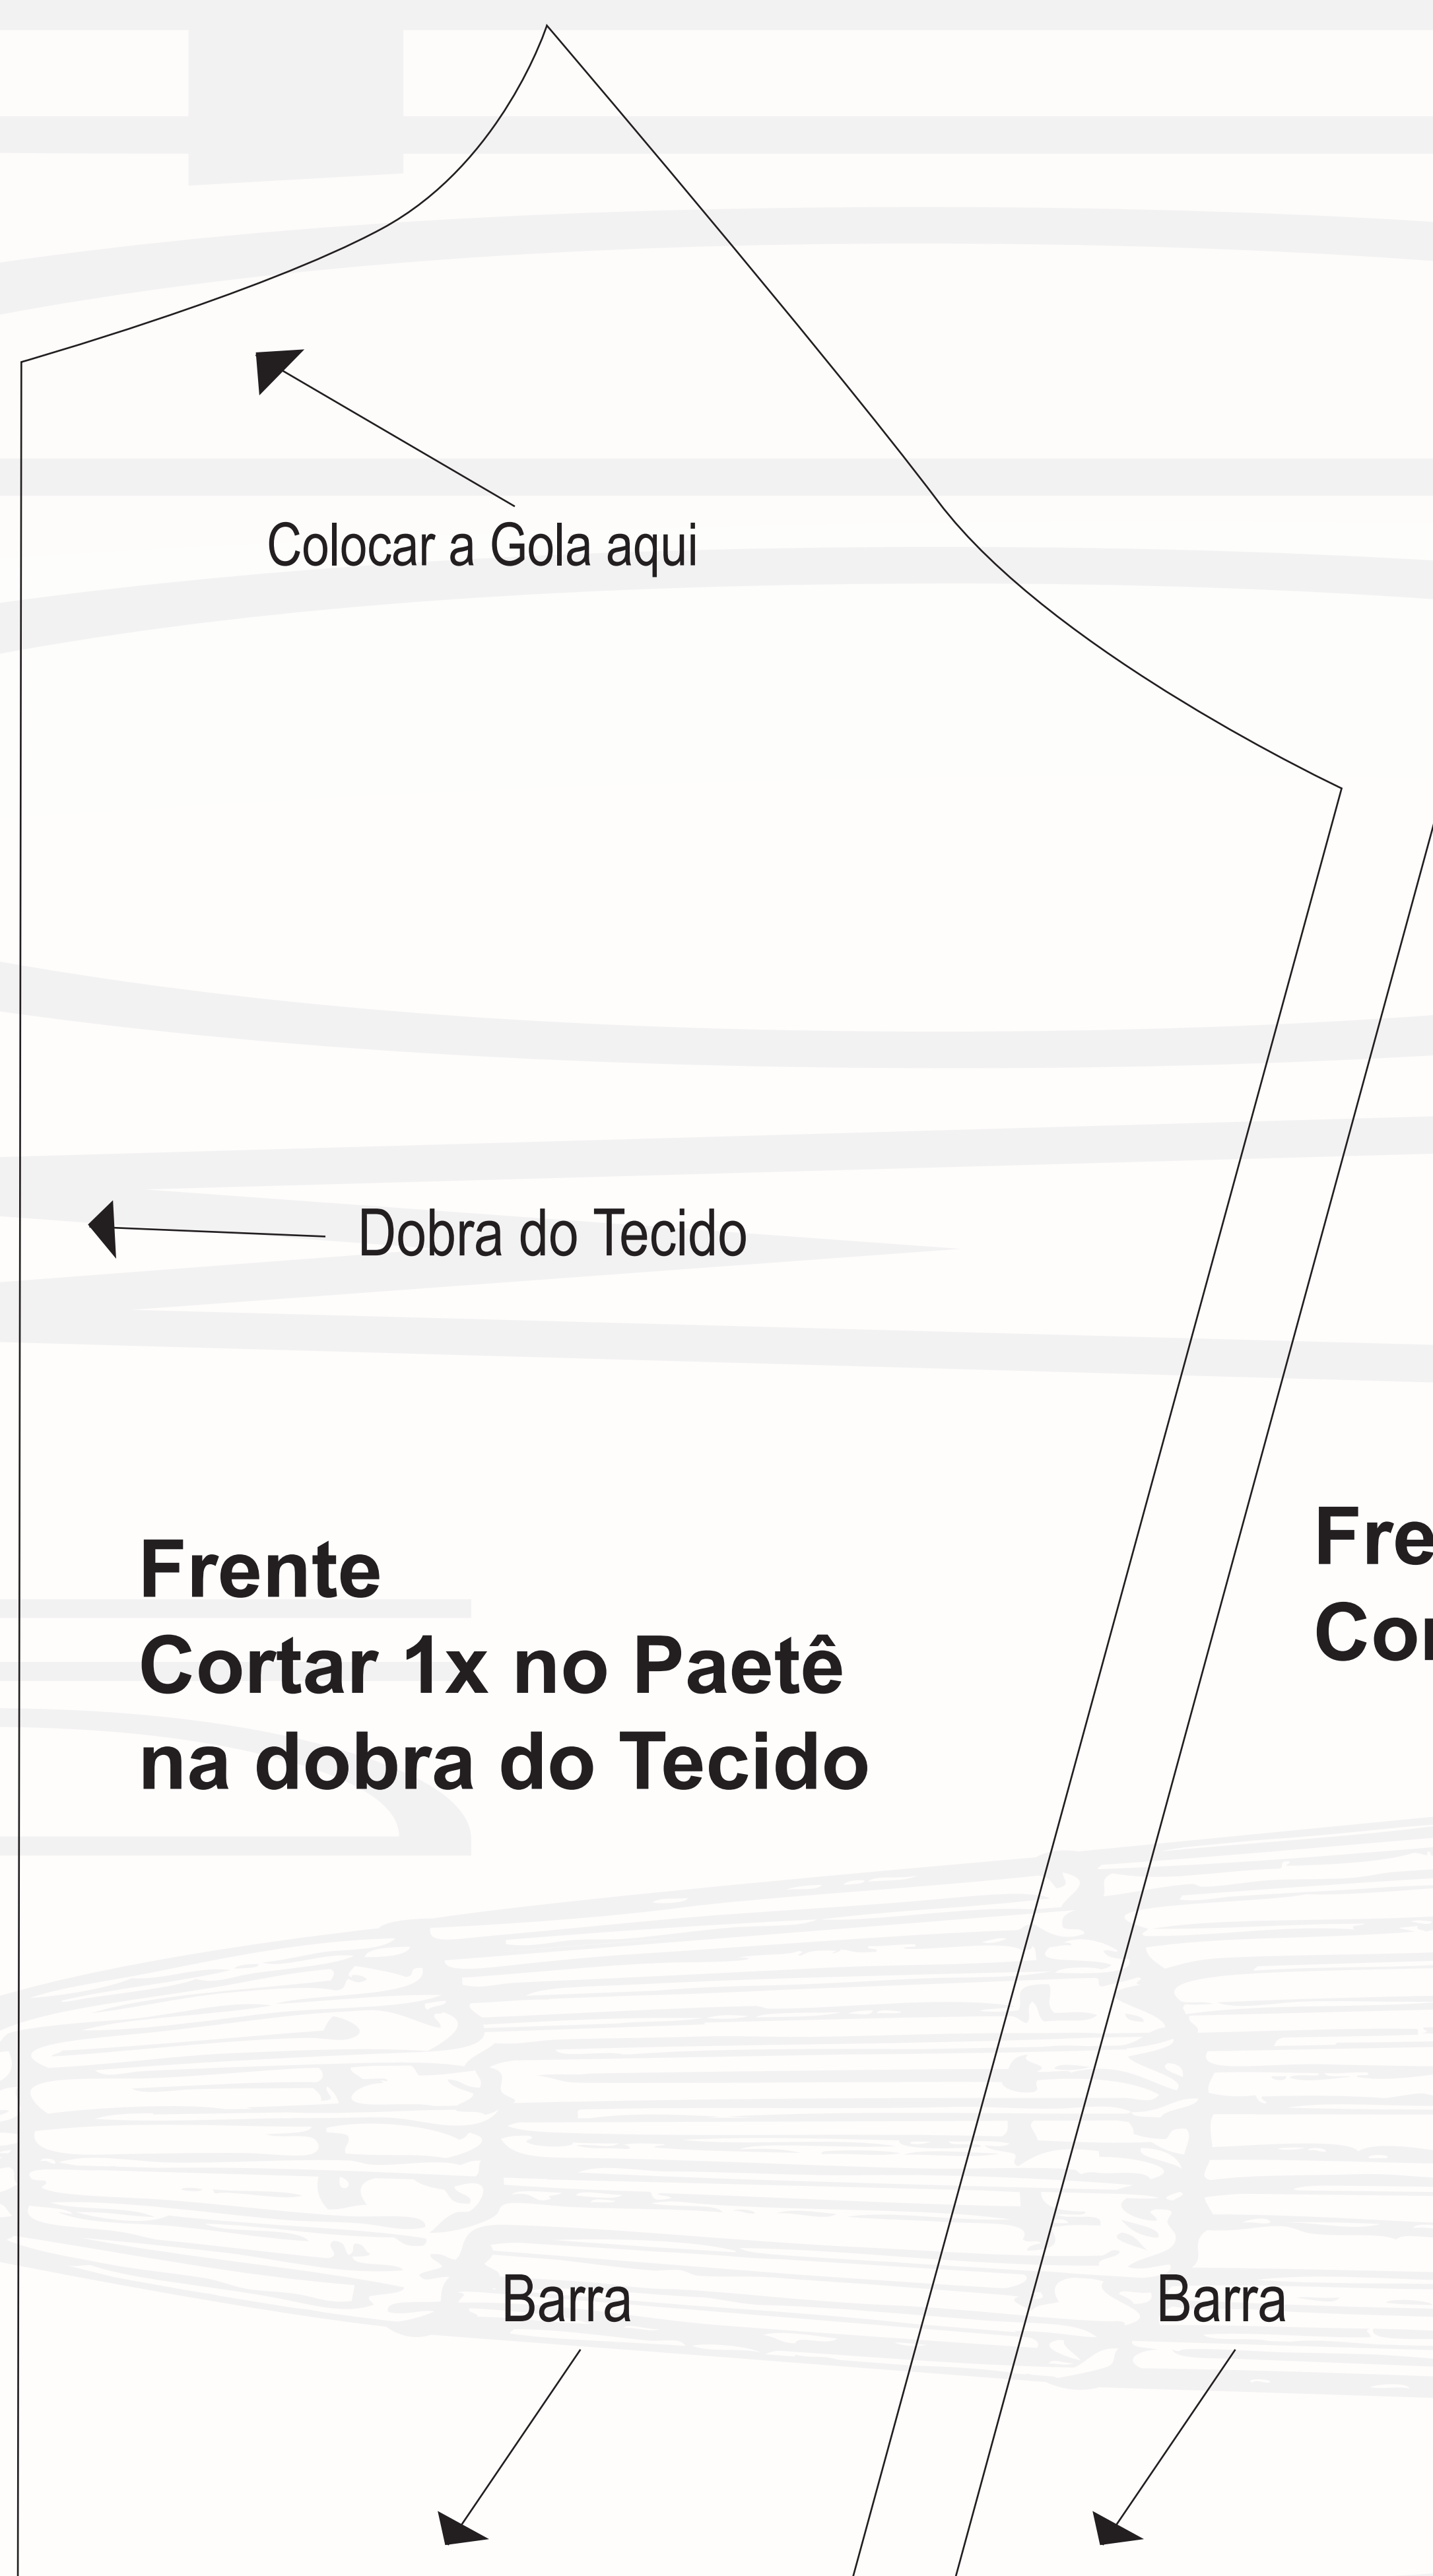 Colocar a Gola aqui
Dobra do Tecido
Frente
Cortar 1x no Paetê
na dobra do Tecido
Barra
Barra